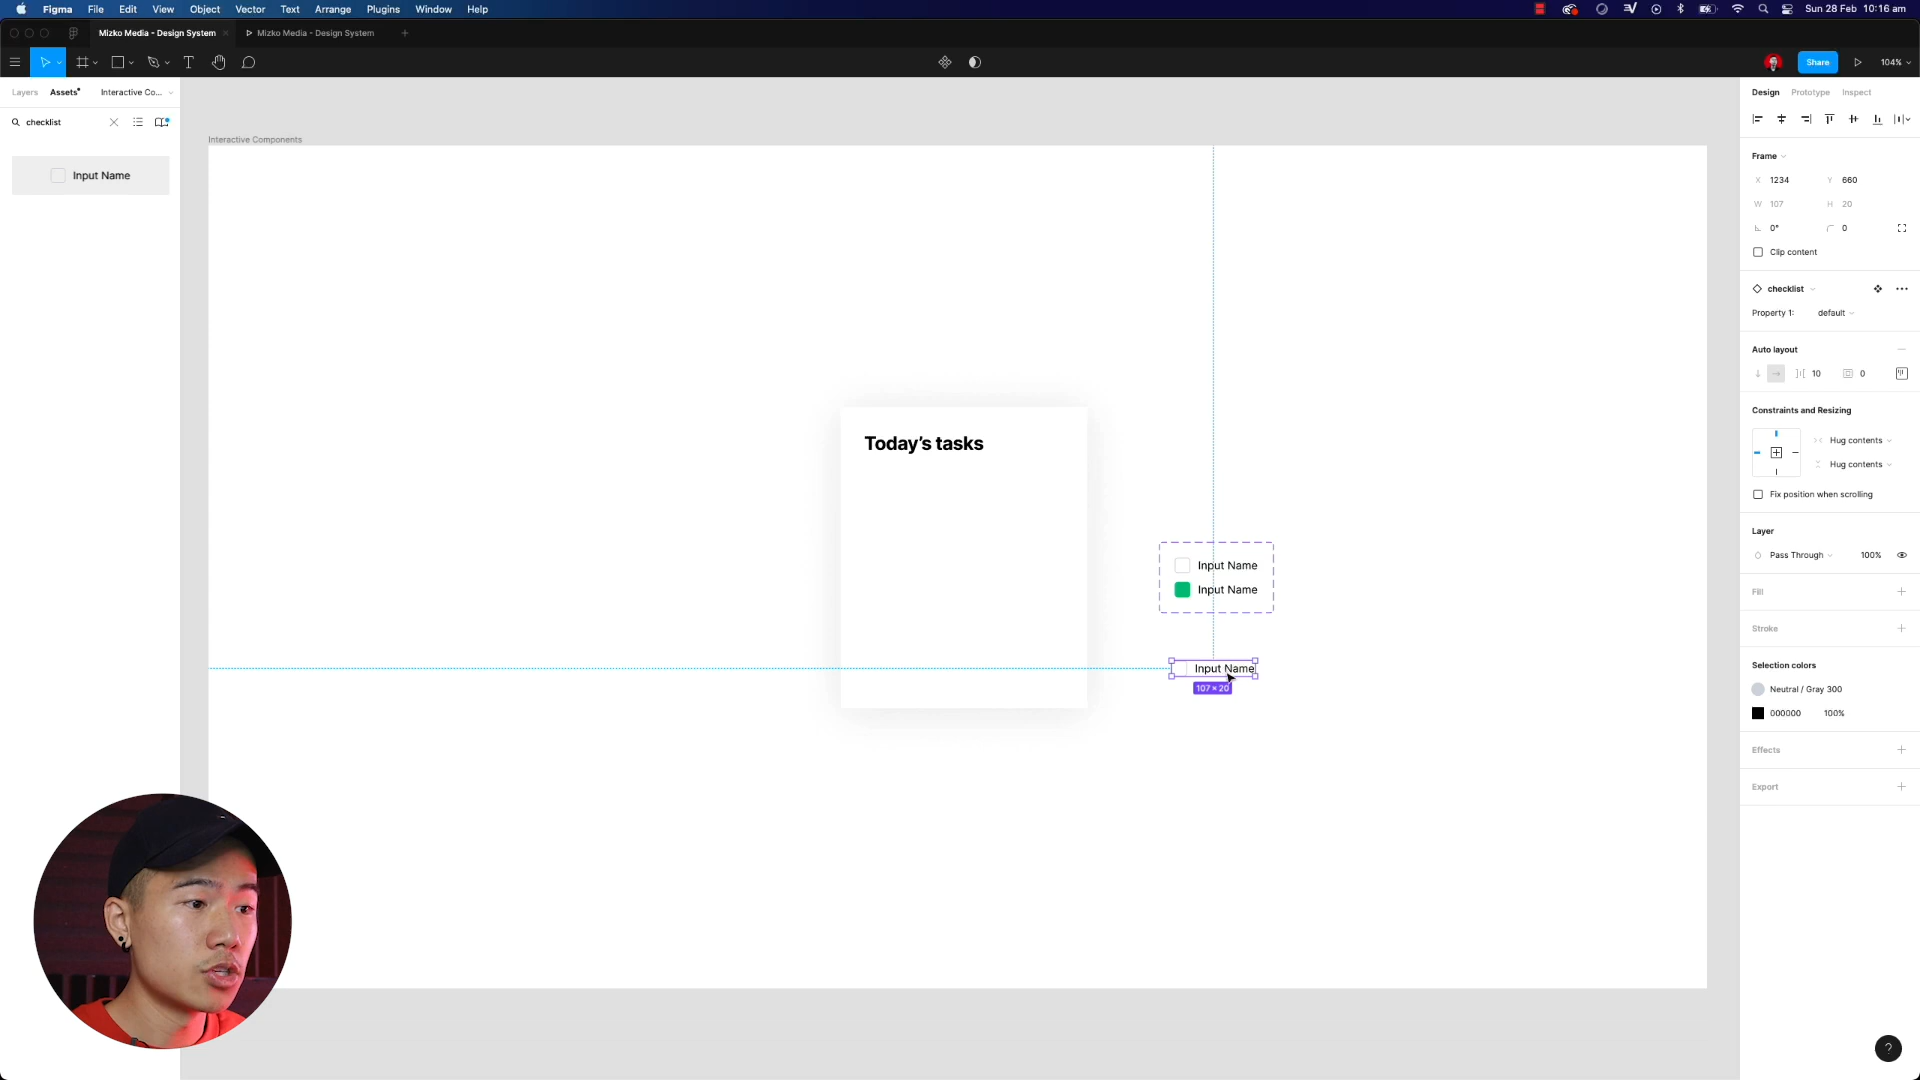 Figma File Edit View Object Vector Text Arrange Plugins Window Help Sun 28 Feb 10:16 am
Mizko Media - Design System Mizko Media - Design System
Share 104%
Layers Assets Interactive Co... Design Prototype Inspect
checklist
Input Name
Interactive Components
Today's tasks
Input Name
Input Name
Input Name
107 × 20
Frame
X 1234 Y 660
W 107 H 20
0° 0
Clip content
checklist
Property 1: default
Auto layout
10 0
Constraints and Resizing
Hug contents
Hug contents
Fix position when scrolling
Layer
Pass Through 100%
Fill
Stroke
Selection colors
Neutral / Gray 300
000000 100%
Effects
Export
?